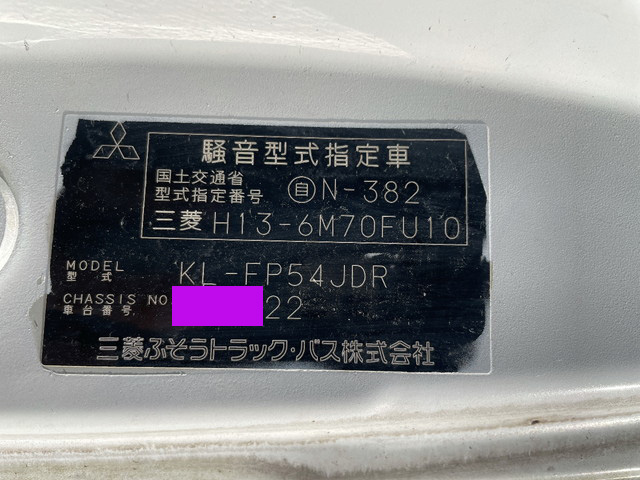 騒音型式指定車
国土交通省
型式指定番号 自 N-382
三菱 H13-6M70FU10
MODEL
型式 KL-FP54JDR
CHASSIS NO.
車台番号 22
三菱ふそうトラック・バス株式会社